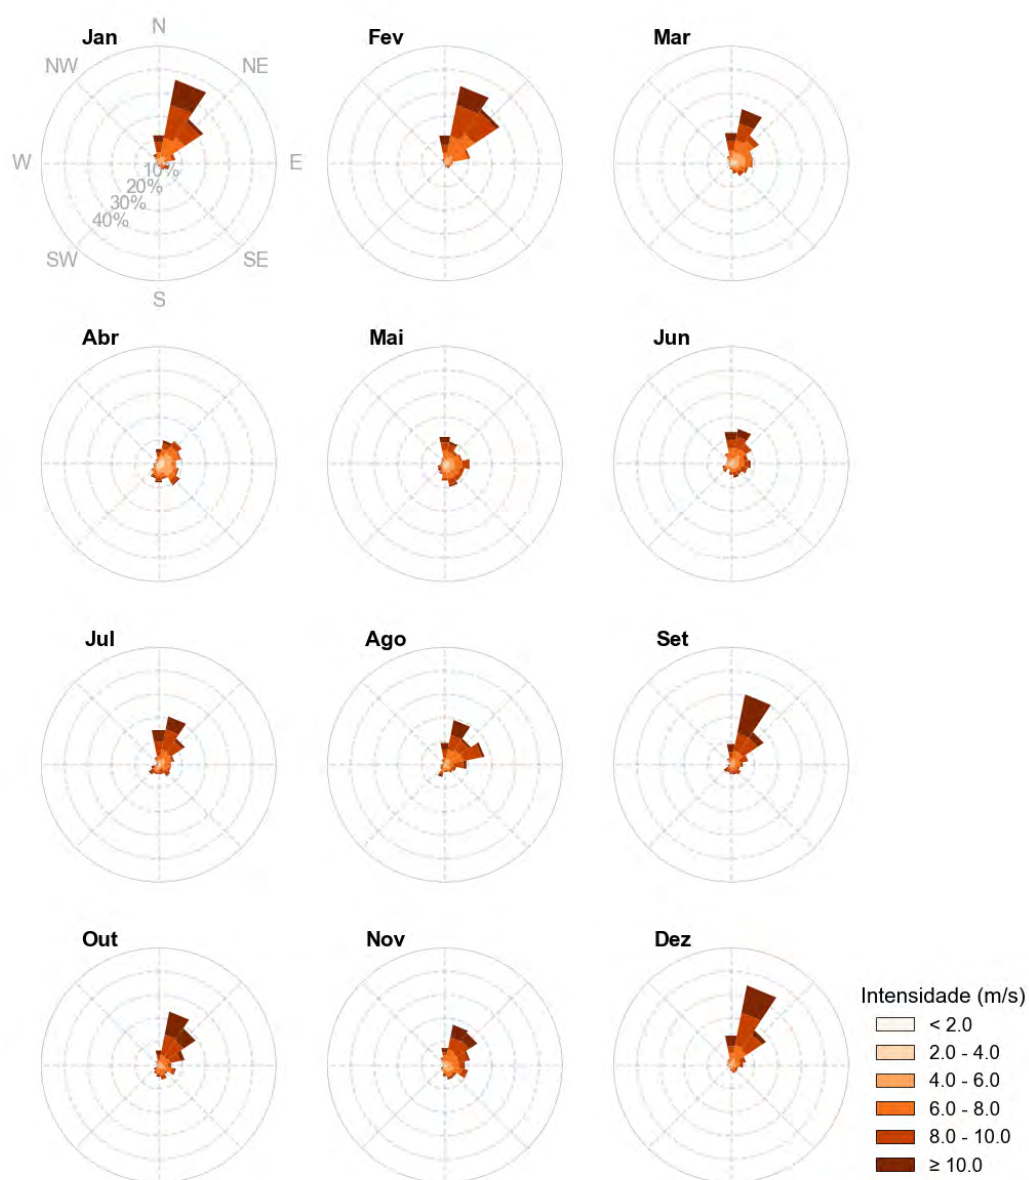 N
Jan
Fev
Mar
NW
NE
W
E
10%
20%
30%
40%
SW
SE
S
Abr
Mai
Jun
Jul
Ago
Set
Out
Nov
Dez
Intensidade (m/s)
< 2.0
2.0 - 4.0
4.0 - 6.0
6.0 - 8.0
8.0 - 10.0
≥ 10.0